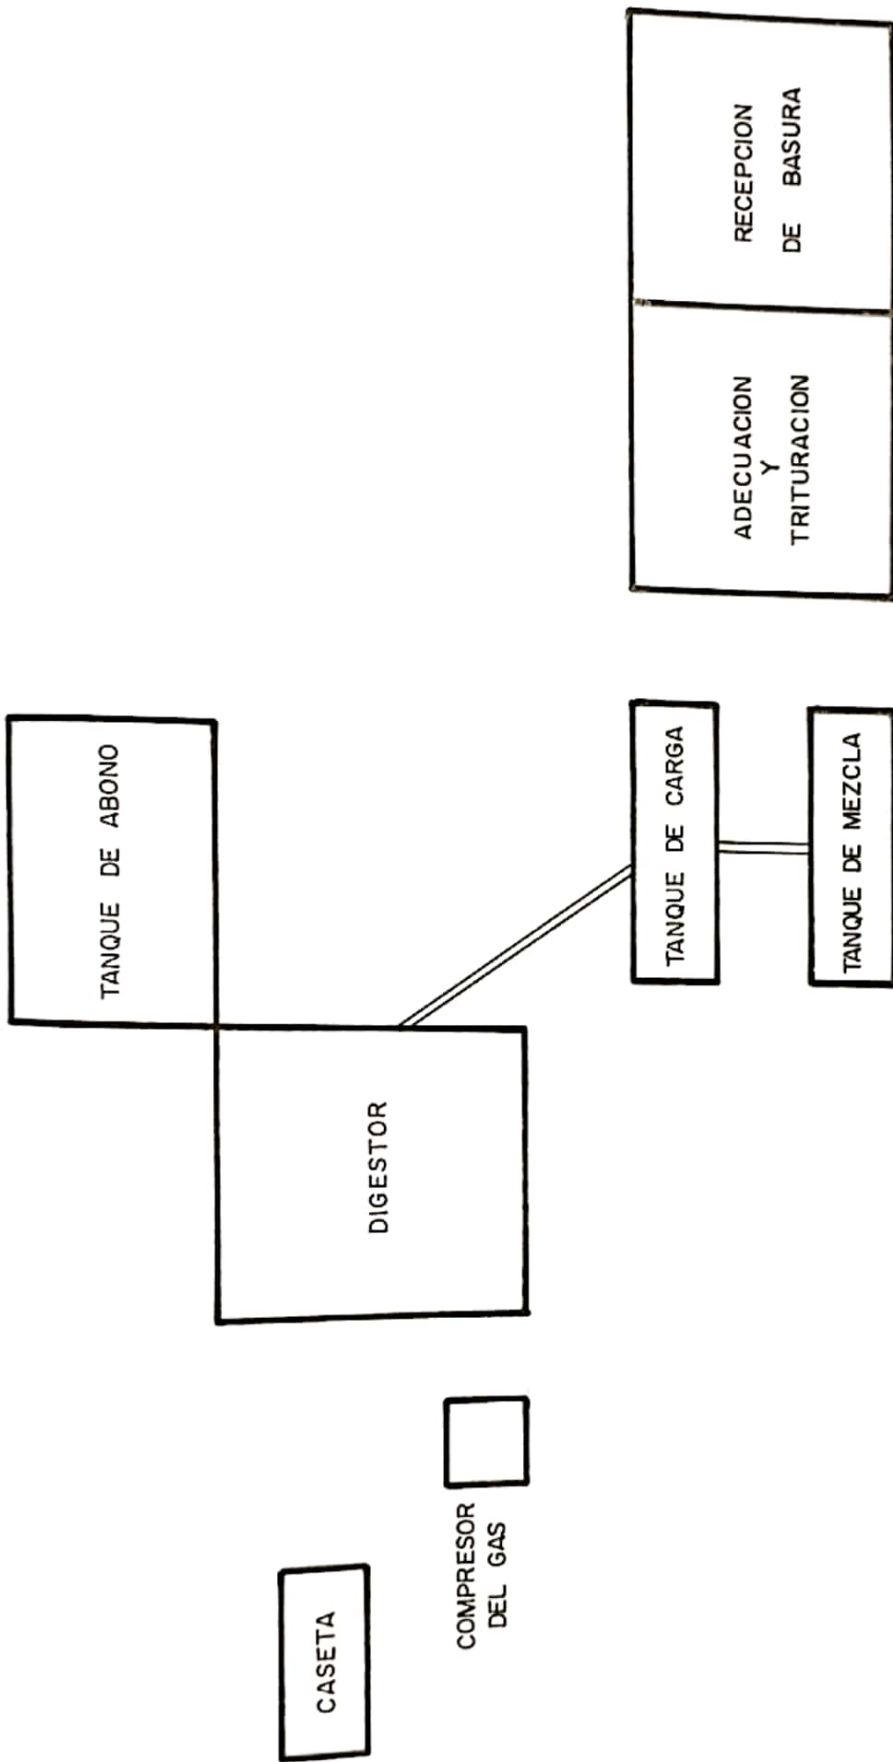 TANQUE DE ABONO
DIGESTOR
CASETA
COMPRESOR
DEL GAS
TANQUE DE CARGA
TANQUE DE MEZCLA
ADECUACION
Y
TRITURACION
RECEPCION
DE BASURA